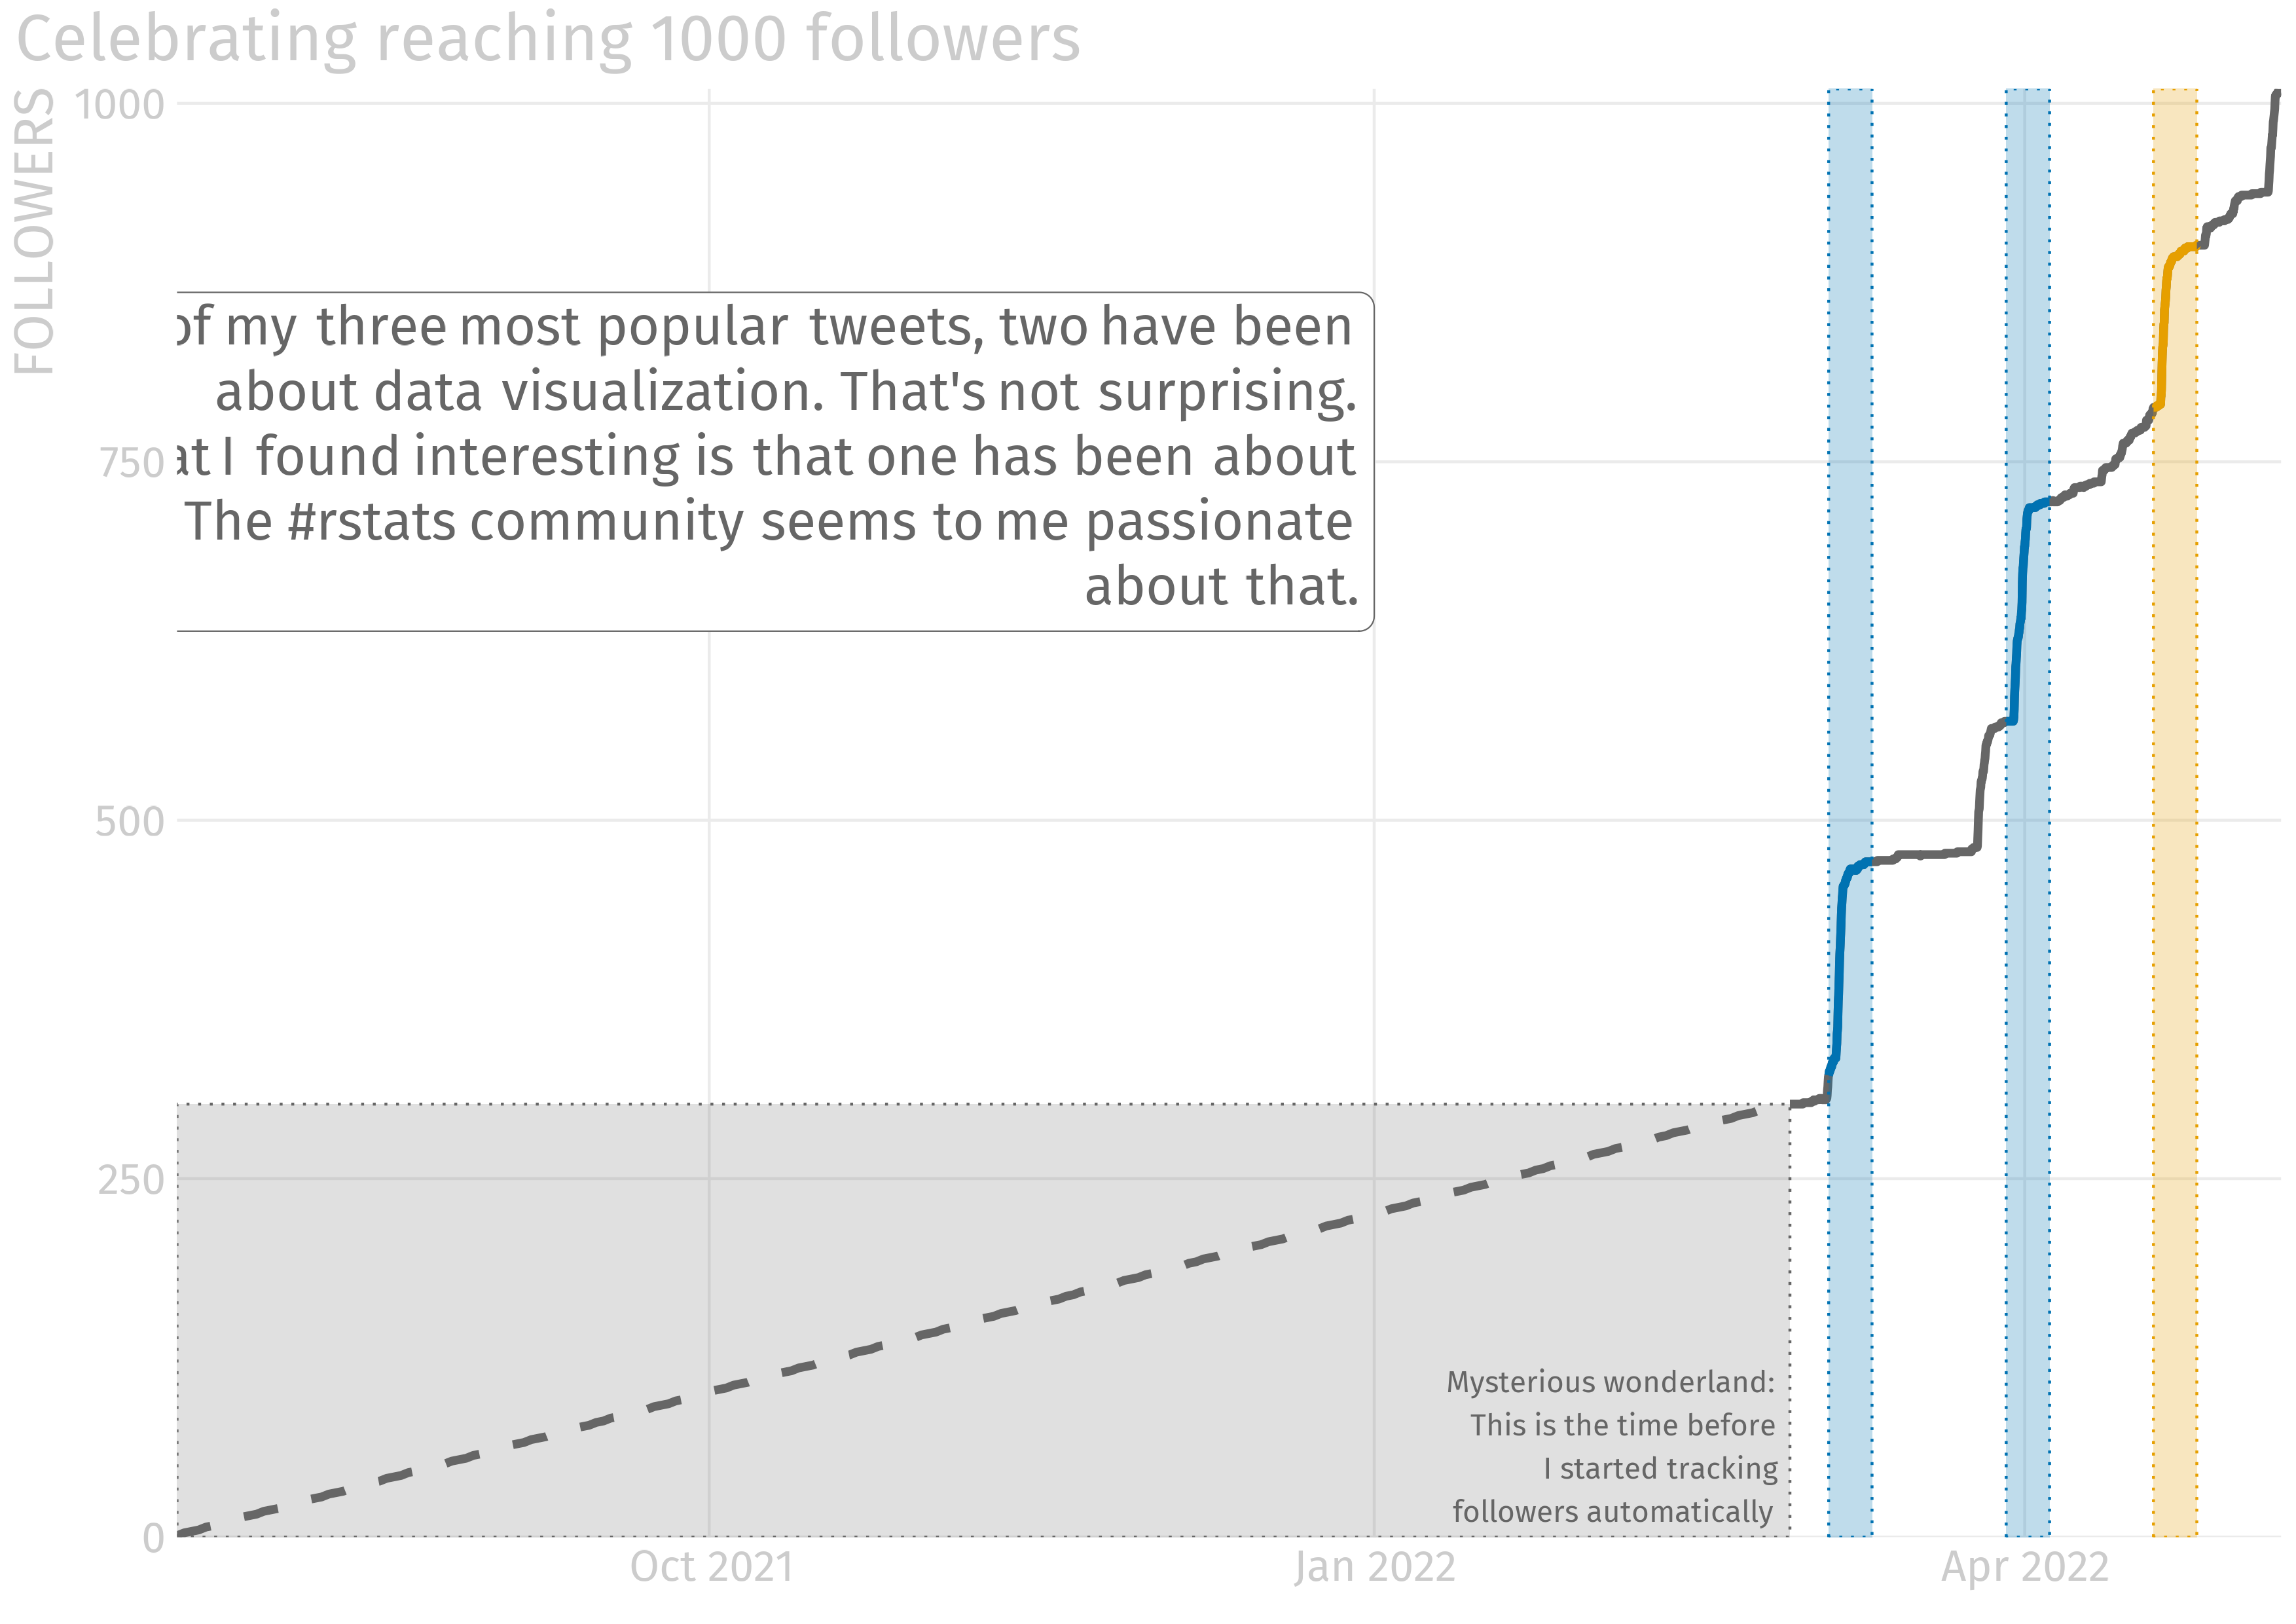 Celebrating reaching 1000 followers
FOLLOWERS
1000
750
500
250
0
of my three most popular tweets, two have been
about data visualization. That's not surprising.
I found interesting is that one has been about
The #rstats community seems to me passionate
about that.
Mysterious wonderland:
This is the time before
I started tracking
followers automatically
Oct 2021
Jan 2022
Apr 2022